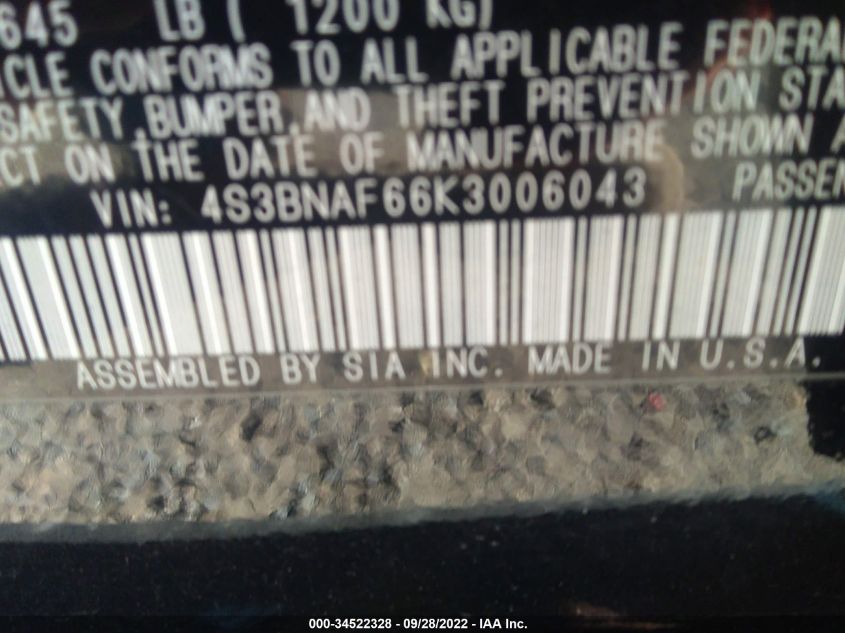 645 LB ( 1200 KG)
CLE CONFORMS TO ALL APPLICABLE FEDERA
SAFETY,BUMPER,AND THEFT PREVENTION STA
CT ON THE DATE OF MANUFACTURE SHOWN A
VIN: 4S3BNAF66K3006043 PASSEN
ASSEMBLED BY SIA INC. MADE IN U.S.A.
000-34522328 - 09/28/2022 - IAA Inc.